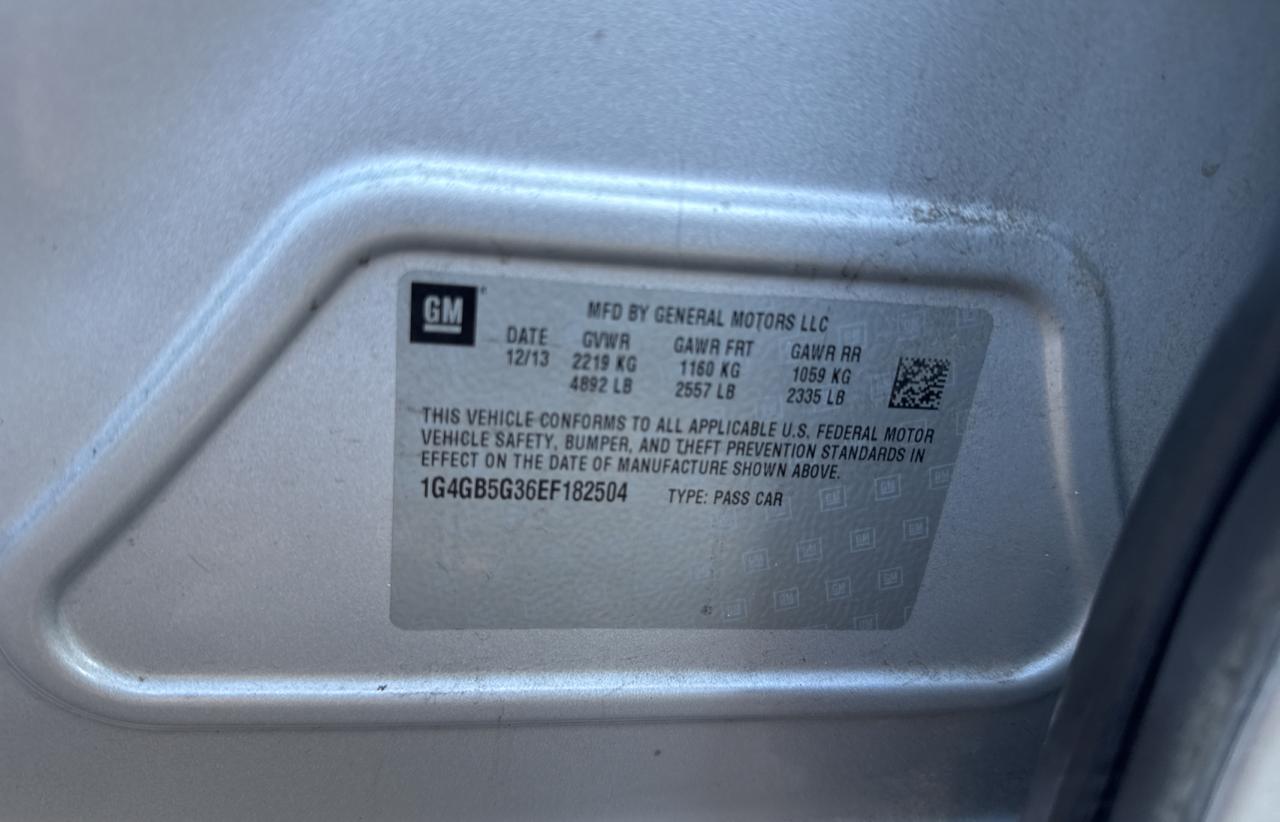 GM
MFD BY GENERAL MOTORS LLC
DATE GVWR GAWR FRT GAWR RR
12/13 2219 KG 1160 KG 1059 KG
4892 LB 2557 LB 2335 LB
THIS VEHICLE CONFORMS TO ALL APPLICABLE U.S. FEDERAL MOTOR
VEHICLE SAFETY, BUMPER, AND THEFT PREVENTION STANDARDS IN
EFFECT ON THE DATE OF MANUFACTURE SHOWN ABOVE.
1G4GB5G36EF182504 TYPE: PASS CAR